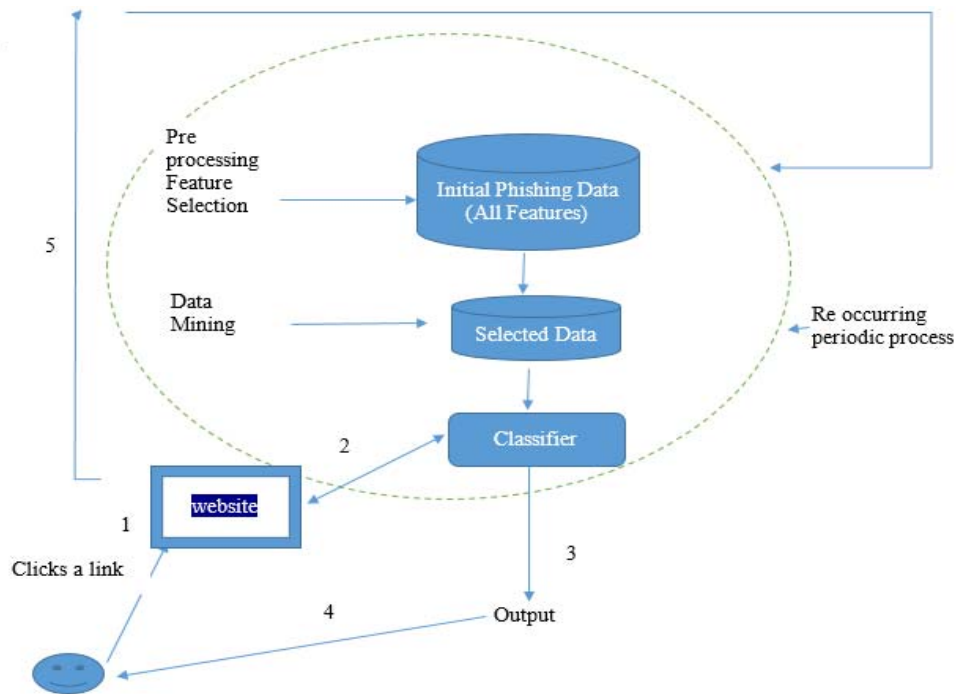 Pre
processing
Feature
Selection
Initial Phishing Data
(All Features)
5
Data
Mining
Selected Data
Re occurring
periodic process
Classifier
2
website
1
Clicks a link
3
4
Output